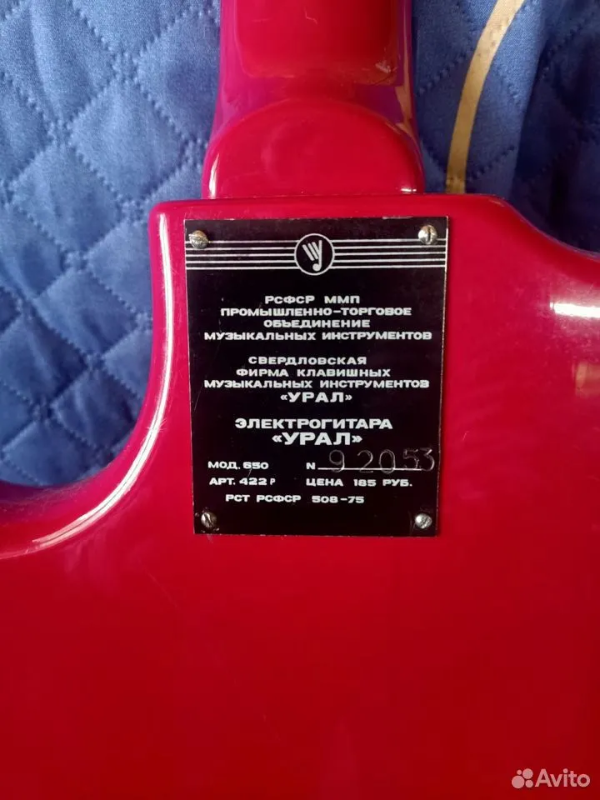 РСФСР ММП
ПРОМЫШЛЕННО-ТОРГОВОЕ
ОБЪЕДИНЕНИЕ
МУЗЫКАЛЬНЫХ ИНСТРУМЕНТОВ
СВЕРДЛОВСКАЯ
ФИРМА КЛАВИШНЫХ
МУЗЫКАЛЬНЫХ ИНСТРУМЕНТОВ
«УРАЛ»
ЭЛЕКТРОГИТАРА
«УРАЛ»
МОД. 650 N 92053
АРТ. 422 Р ЦЕНА 185 РУБ.
РСТ РСФСР 508-75
Avito